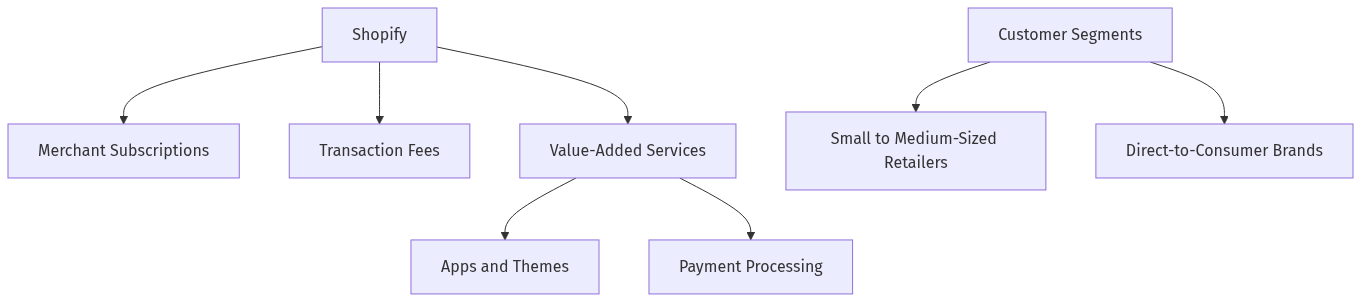 Shopify
Customer Segments
Merchant Subscriptions
Transaction Fees
Value-Added Services
Small to Medium-Sized
Retailers
Direct-to-Consumer Brands
Apps and Themes
Payment Processing